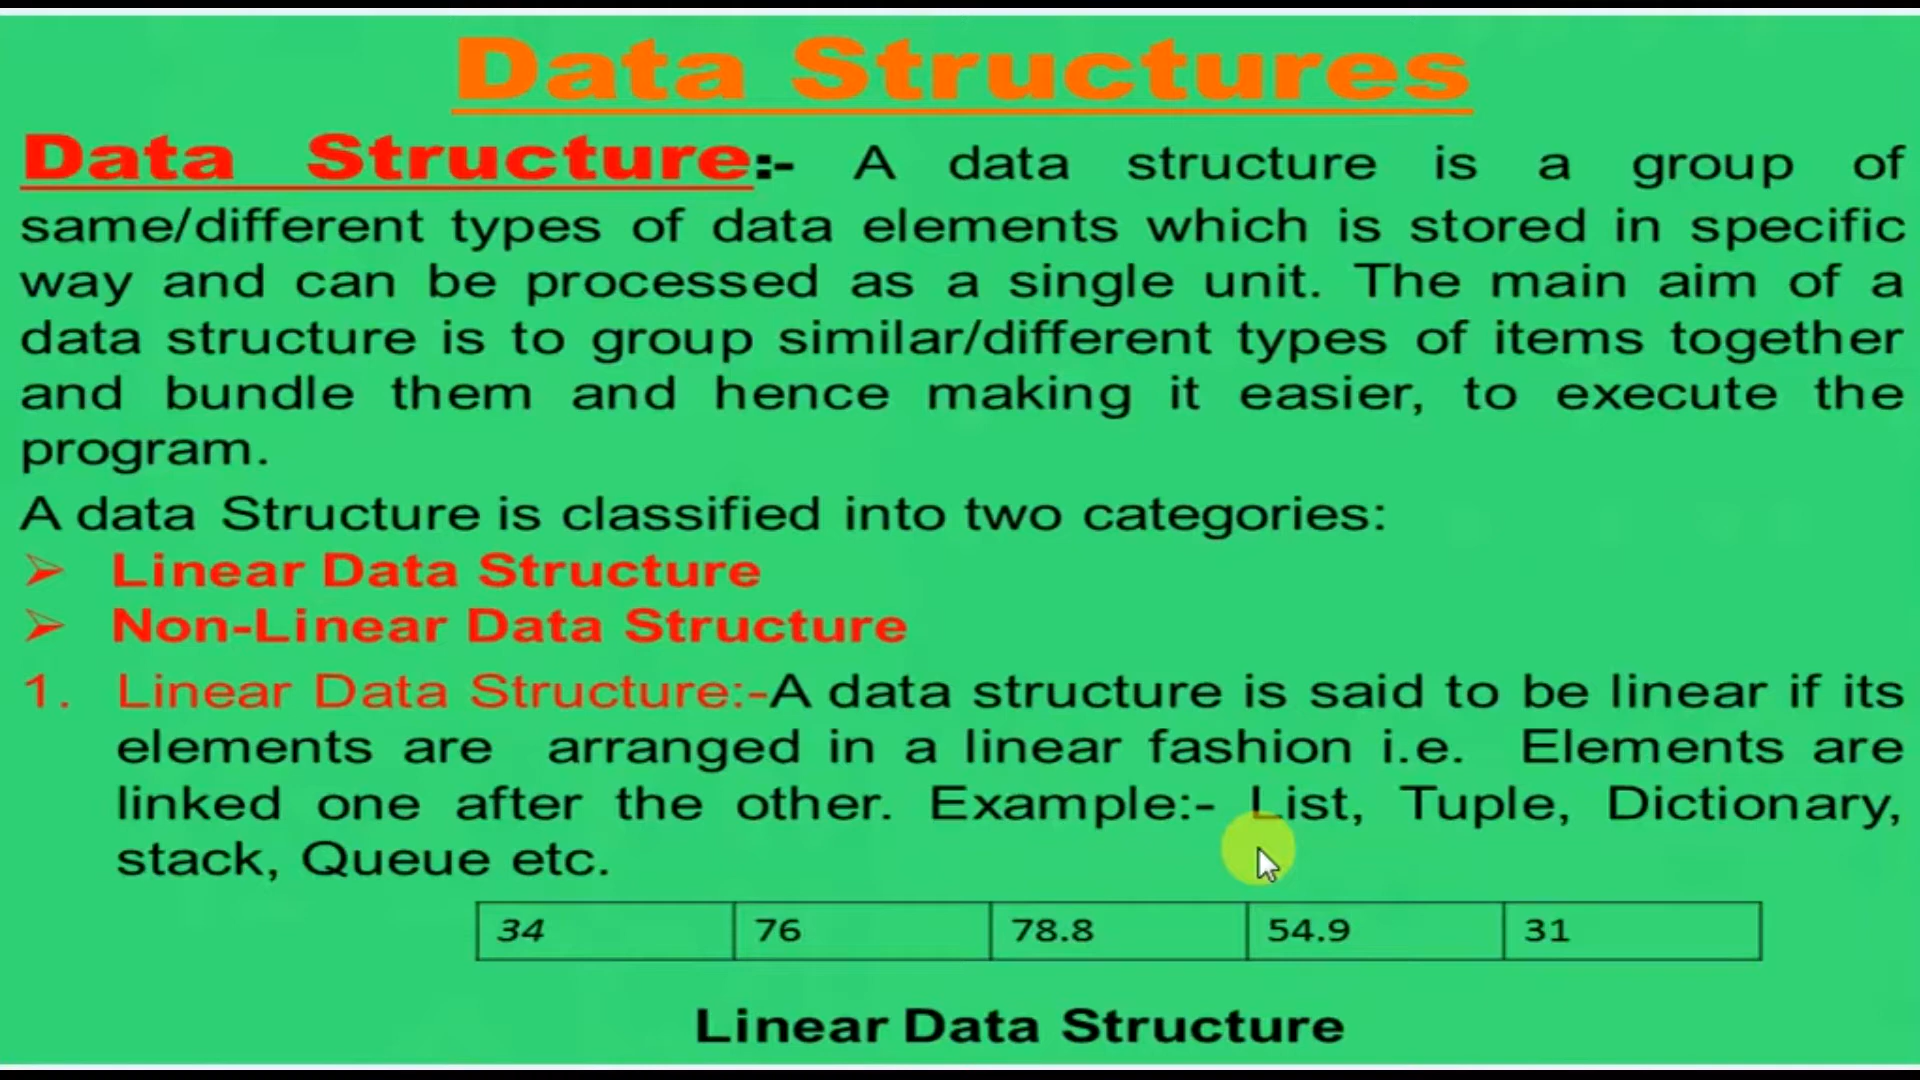 Data Structures
Data Structure:- A data structure is a group of
same/different types of data elements which is stored in specific
way and can be processed as a single unit. The main aim of a
data structure is to group similar/different types of items together
and bundle them and hence making it easier, to execute the
program.
A data Structure is classified into two categories:
➢ Linear Data Structure
➢ Non-Linear Data Structure
1. Linear Data Structure:-A data structure is said to be linear if its
elements are arranged in a linear fashion i.e. Elements are
linked one after the other. Example:- List, Tuple, Dictionary,
stack, Queue etc.
34 76 78.8 54.9 31
Linear Data Structure